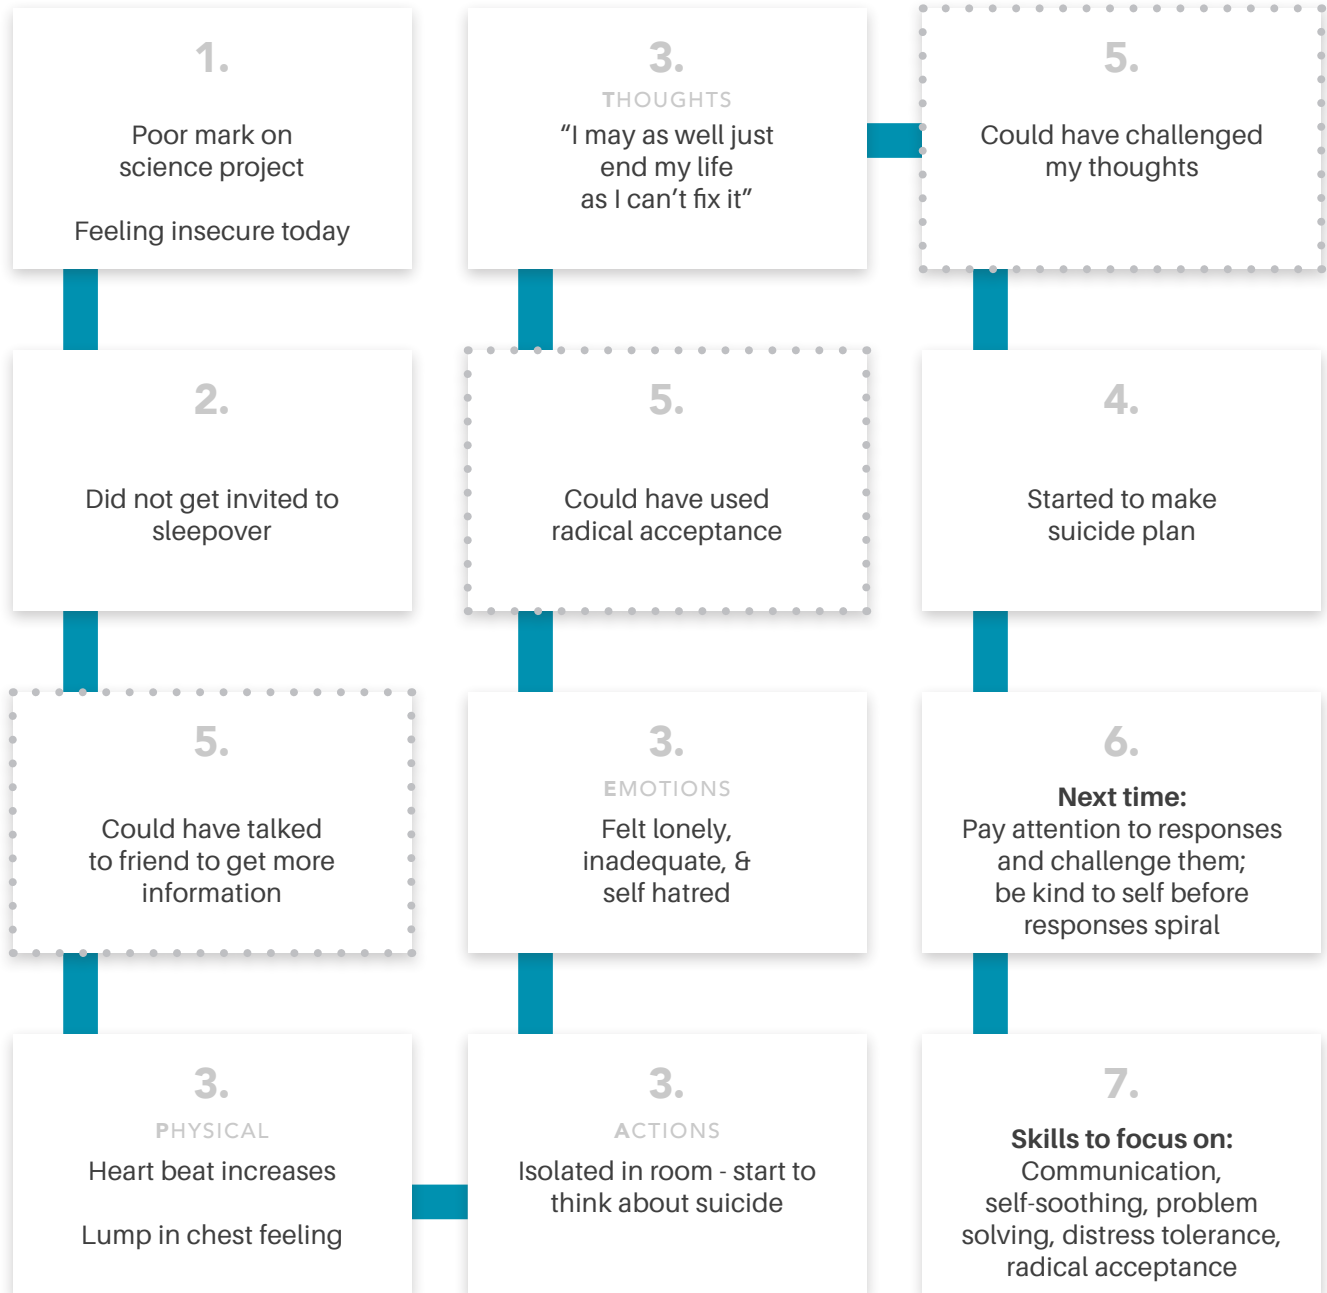 1.
Poor mark on
science project
Feeling insecure today
2.
Did not get invited to
sleepover
5.
Could have talked
to friend to get more
information
3.
PHYSICAL
Heart beat increases
Lump in chest feeling
3.
ACTIONS
Isolated in room - start to
think about suicide
3.
EMOTIONS
Felt lonely,
inadequate, &
self hatred
5.
Could have used
radical acceptance
3.
THOUGHTS
“I may as well just
end my life
as I can’t fix it”
5.
Could have challenged
my thoughts
4.
Started to make
suicide plan
6.
Next time:
Pay attention to responses
and challenge them;
be kind to self before
responses spiral
7.
Skills to focus on:
Communication,
self-soothing, problem
solving, distress tolerance,
radical acceptance